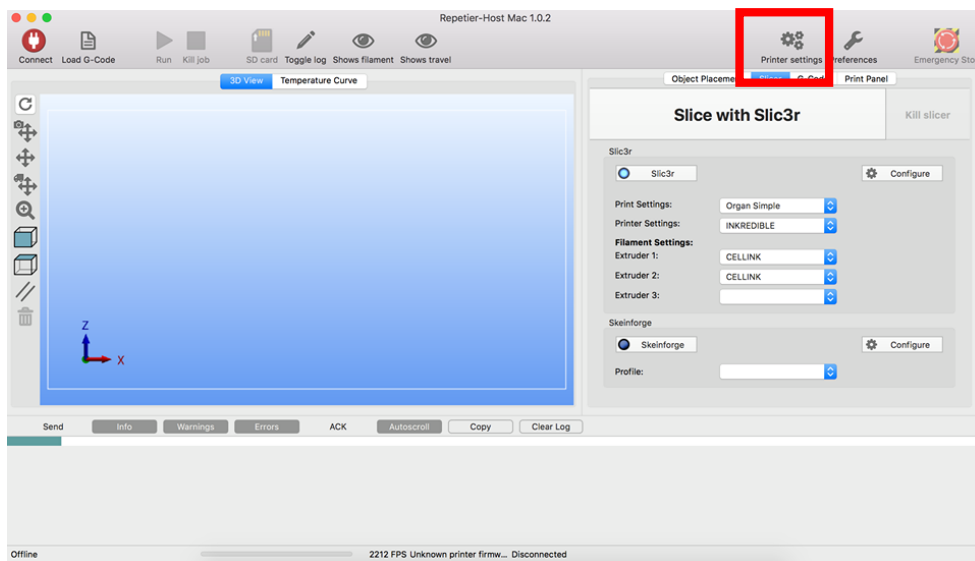 Repetier-Host Mac 1.0.2
Connect Load G-Code Run Kill job SD card Toggle log Shows filament Shows travel Printer settings Preferences Emergency Sto
3D View Temperature Curve
Object Placeme Slicer G-Code Print Panel
Slice with Slic3r Kill slicer
Slic3r
Slic3r Configure
Print Settings: Organ Simple
Printer Settings: INKREDIBLE
Filament Settings:
Extruder 1: CELLINK
Extruder 2: CELLINK
Extruder 3:
Skeinforge
Skeinforge Configure
Profile:
Z
X
Send Info Warnings Errors ACK Autoscroll Copy Clear Log
Offline 2212 FPS Unknown printer firmw... Disconnected